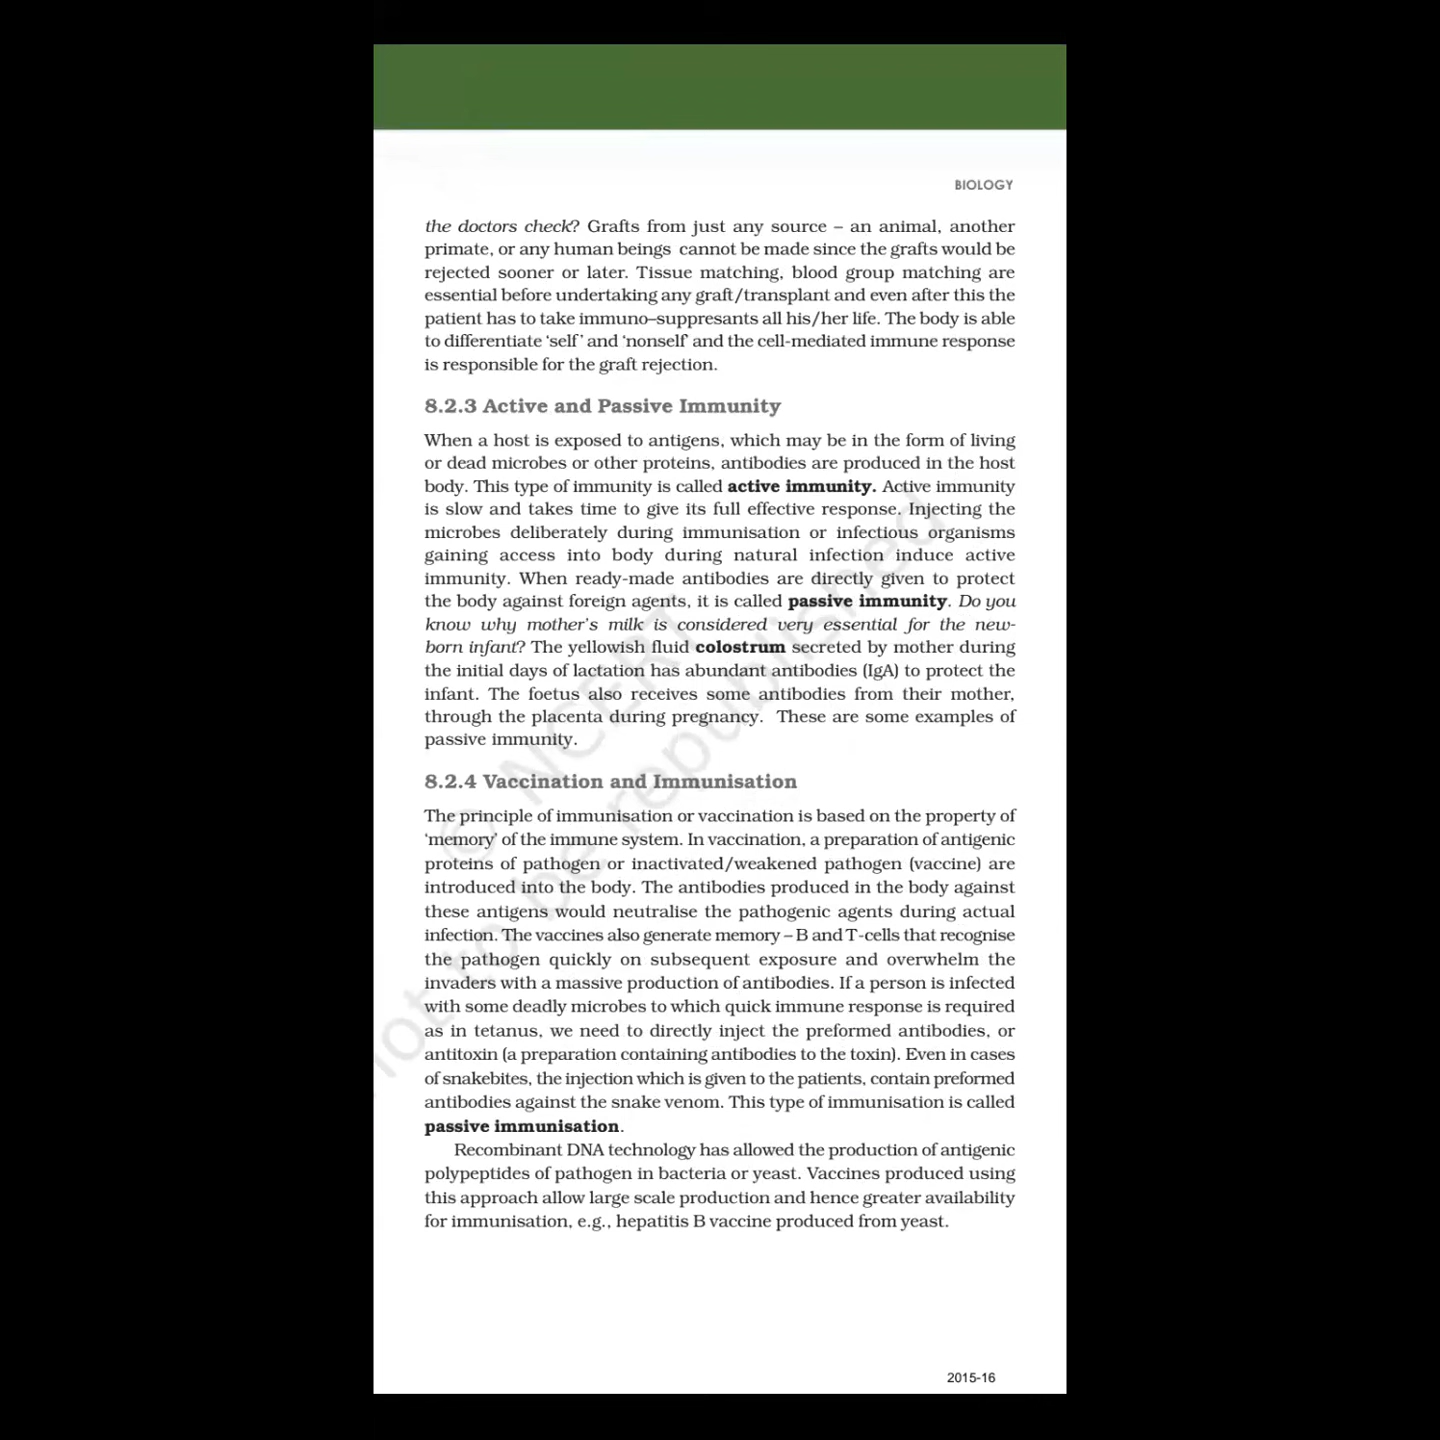 BIOLOGY
the doctors check? Grafts from just any source – an animal, another
primate, or any human beings cannot be made since the grafts would be
rejected sooner or later. Tissue matching, blood group matching are
essential before undertaking any graft/transplant and even after this the
patient has to take immuno–suppresants all his/her life. The body is able
to differentiate ‘self’ and ‘nonself’ and the cell-mediated immune response
is responsible for the graft rejection.
8.2.3 Active and Passive Immunity
When a host is exposed to antigens, which may be in the form of living
or dead microbes or other proteins, antibodies are produced in the host
body. This type of immunity is called active immunity. Active immunity
is slow and takes time to give its full effective response. Injecting the
microbes deliberately during immunisation or infectious organisms
gaining access into body during natural infection induce active
immunity. When ready-made antibodies are directly given to protect
the body against foreign agents, it is called passive immunity. Do you
know why mother’s milk is considered very essential for the new-
born infant? The yellowish fluid colostrum secreted by mother during
the initial days of lactation has abundant antibodies (IgA) to protect the
infant. The foetus also receives some antibodies from their mother,
through the placenta during pregnancy. These are some examples of
passive immunity.
8.2.4 Vaccination and Immunisation
The principle of immunisation or vaccination is based on the property of
‘memory’ of the immune system. In vaccination, a preparation of antigenic
proteins of pathogen or inactivated/weakened pathogen (vaccine) are
introduced into the body. The antibodies produced in the body against
these antigens would neutralise the pathogenic agents during actual
infection. The vaccines also generate memory – B and T-cells that recognise
the pathogen quickly on subsequent exposure and overwhelm the
invaders with a massive production of antibodies. If a person is infected
with some deadly microbes to which quick immune response is required
as in tetanus, we need to directly inject the preformed antibodies, or
antitoxin (a preparation containing antibodies to the toxin). Even in cases
of snakebites, the injection which is given to the patients, contain preformed
antibodies against the snake venom. This type of immunisation is called
passive immunisation.
Recombinant DNA technology has allowed the production of antigenic
polypeptides of pathogen in bacteria or yeast. Vaccines produced using
this approach allow large scale production and hence greater availability
for immunisation, e.g., hepatitis B vaccine produced from yeast.
© NCERT
not to be republished
2015-16